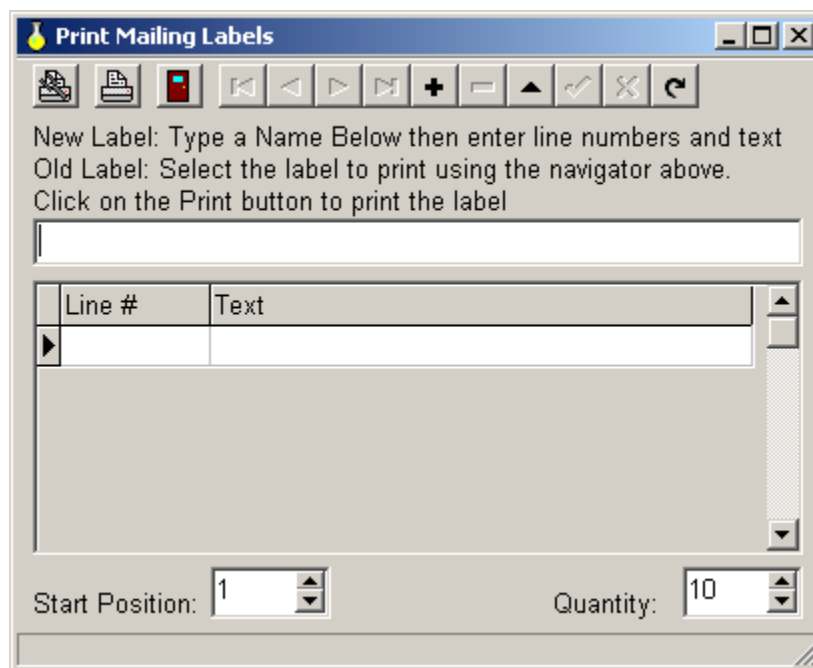 Print Mailing Labels
New Label: Type a Name Below then enter line numbers and text
Old Label: Select the label to print using the navigator above.
Click on the Print button to print the label
Line # Text
Start Position: 1 Quantity: 10